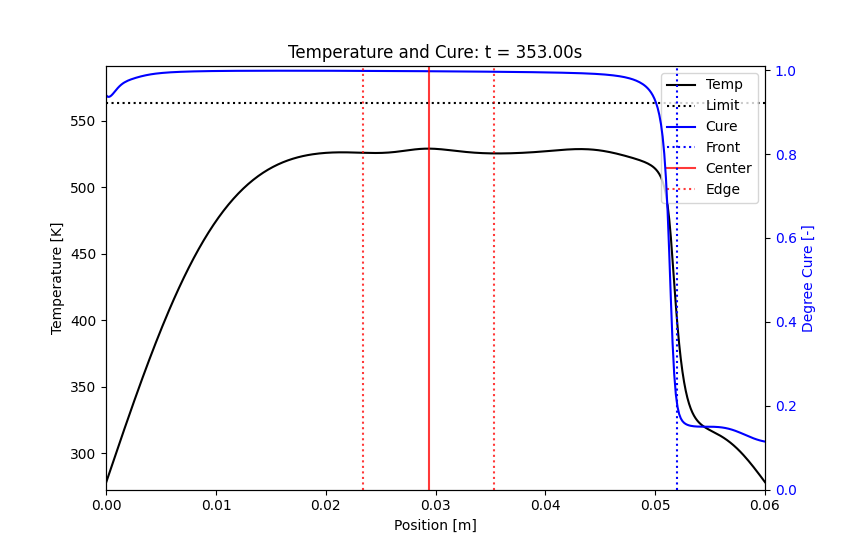 Temperature and Cure: t = 353.00s
Temperature [K]
550
500
450
400
350
300
1.0
0.8
0.6
0.4
0.2
0.0
Degree Cure [-]
Temp
Limit
Cure
Front
Center
Edge
0.00
0.01
0.02
0.03
0.04
0.05
0.06
Position [m]